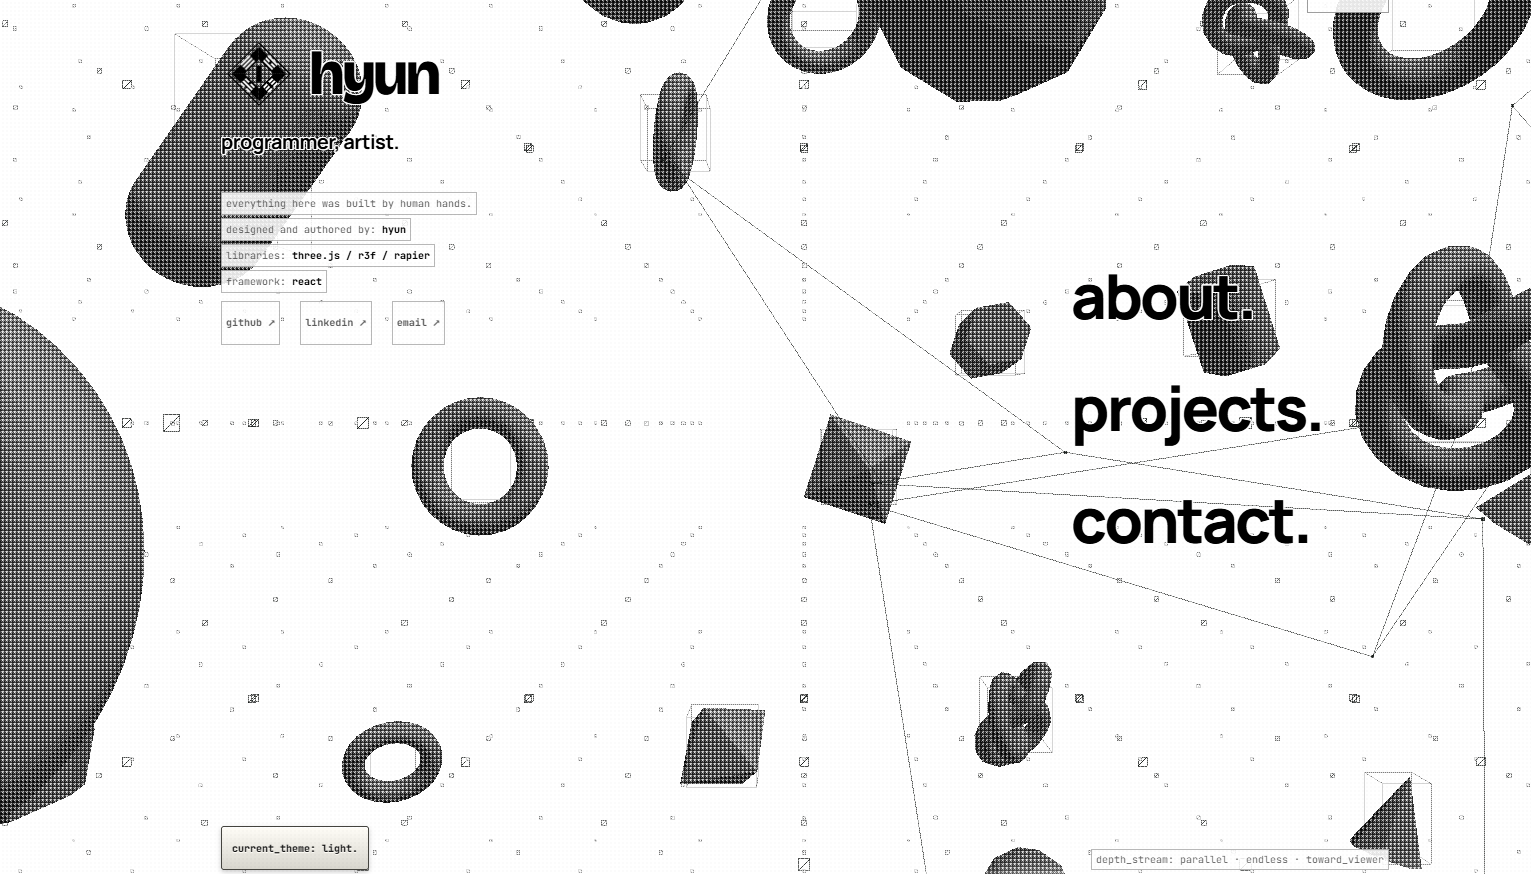 hyun
programmer, artist.
everything here was built by human hands.
designed and authored by: hyun
libraries: three.js / r3f / rapier
framework: react
github ↗
linkedin ↗
email ↗
about.
projects.
contact.
current_theme: light.
depth_stream: parallel · endless · toward_viewer